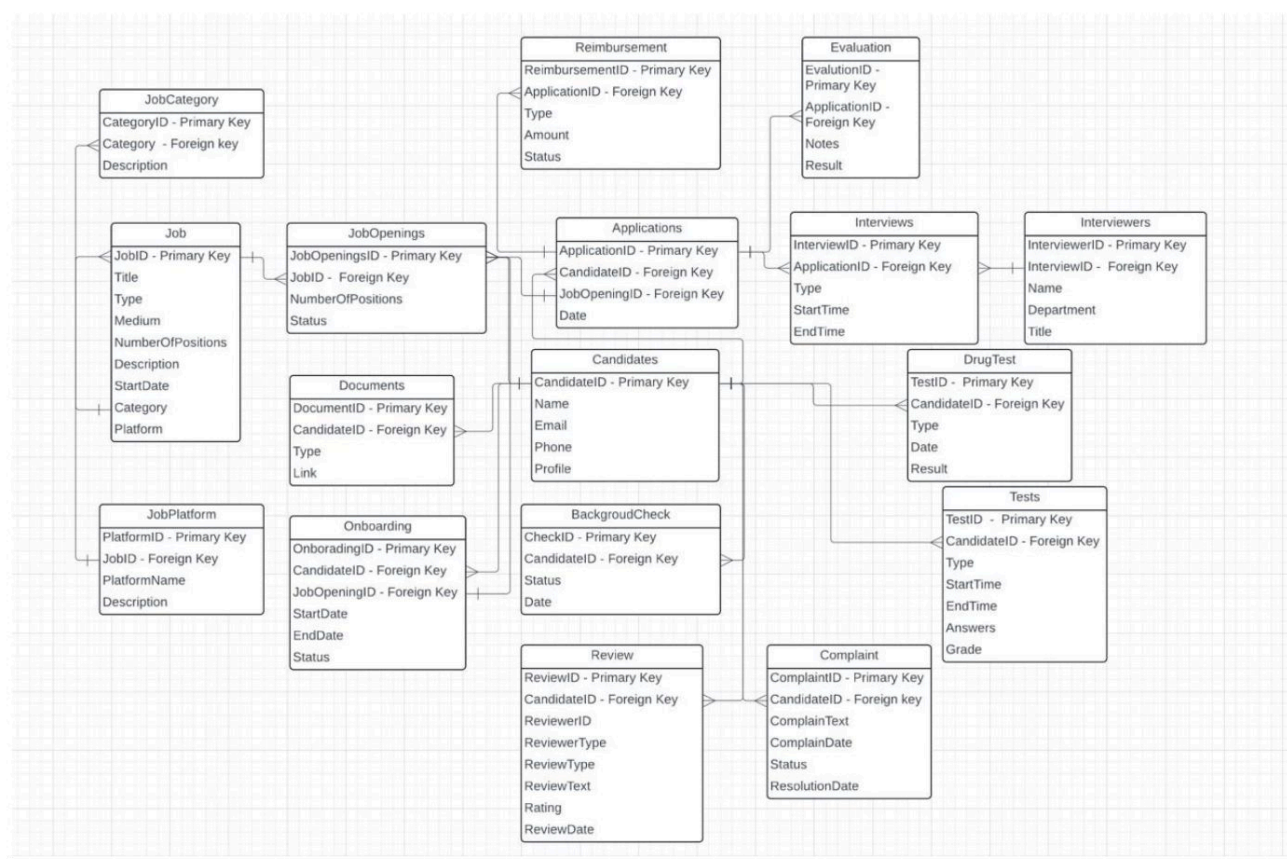 Reimbursement
ReimbursementID - Primary Key
ApplicationID - Foreign Key
Type
Amount
Status
Evaluation
EvalutionID -
Primary Key
ApplicationID -
Foreign Key
Notes
Result
JobCategory
CategoryID - Primary Key
Category - Foreign key
Description
Job
JobID - Primary Key
Title
Type
Medium
NumberOfPositions
Description
StartDate
Category
Platform
JobOpenings
JobOpeningsID - Primary Key
JobID - Foreign Key
NumberOfPositions
Status
Applications
ApplicationID - Primary Key
CandidateID - Foreign Key
JobOpeningID - Foreign Key
Date
Interviews
InterviewID - Primary Key
ApplicationID - Foreign Key
Type
StartTime
EndTime
Interviewers
InterviewerID - Primary Key
InterviewID - Foreign Key
Name
Department
Title
Documents
DocumentID - Primary Key
CandidateID - Foreign Key
Type
Link
Candidates
CandidateID - Primary Key
Name
Email
Phone
Profile
DrugTest
TestID - Primary Key
CandidateID - Foreign Key
Type
Date
Result
JobPlatform
PlatformID - Primary Key
JobID - Foreign Key
PlatformName
Description
Onboarding
OnboradingID - Primary Key
CandidateID - Foreign Key
JobOpeningID - Foreign Key
StartDate
EndDate
Status
BackgroudCheck
CheckID - Primary Key
CandidateID - Foreign Key
Status
Date
Tests
TestID - Primary Key
CandidateID - Foreign Key
Type
StartTime
EndTime
Answers
Grade
Review
ReviewID - Primary Key
CandidateID - Foreign Key
ReviewerID
ReviewerType
ReviewType
ReviewText
Rating
ReviewDate
Complaint
ComplaintID - Primary Key
CandidateID - Foreign key
ComplainText
ComplainDate
Status
ResolutionDate